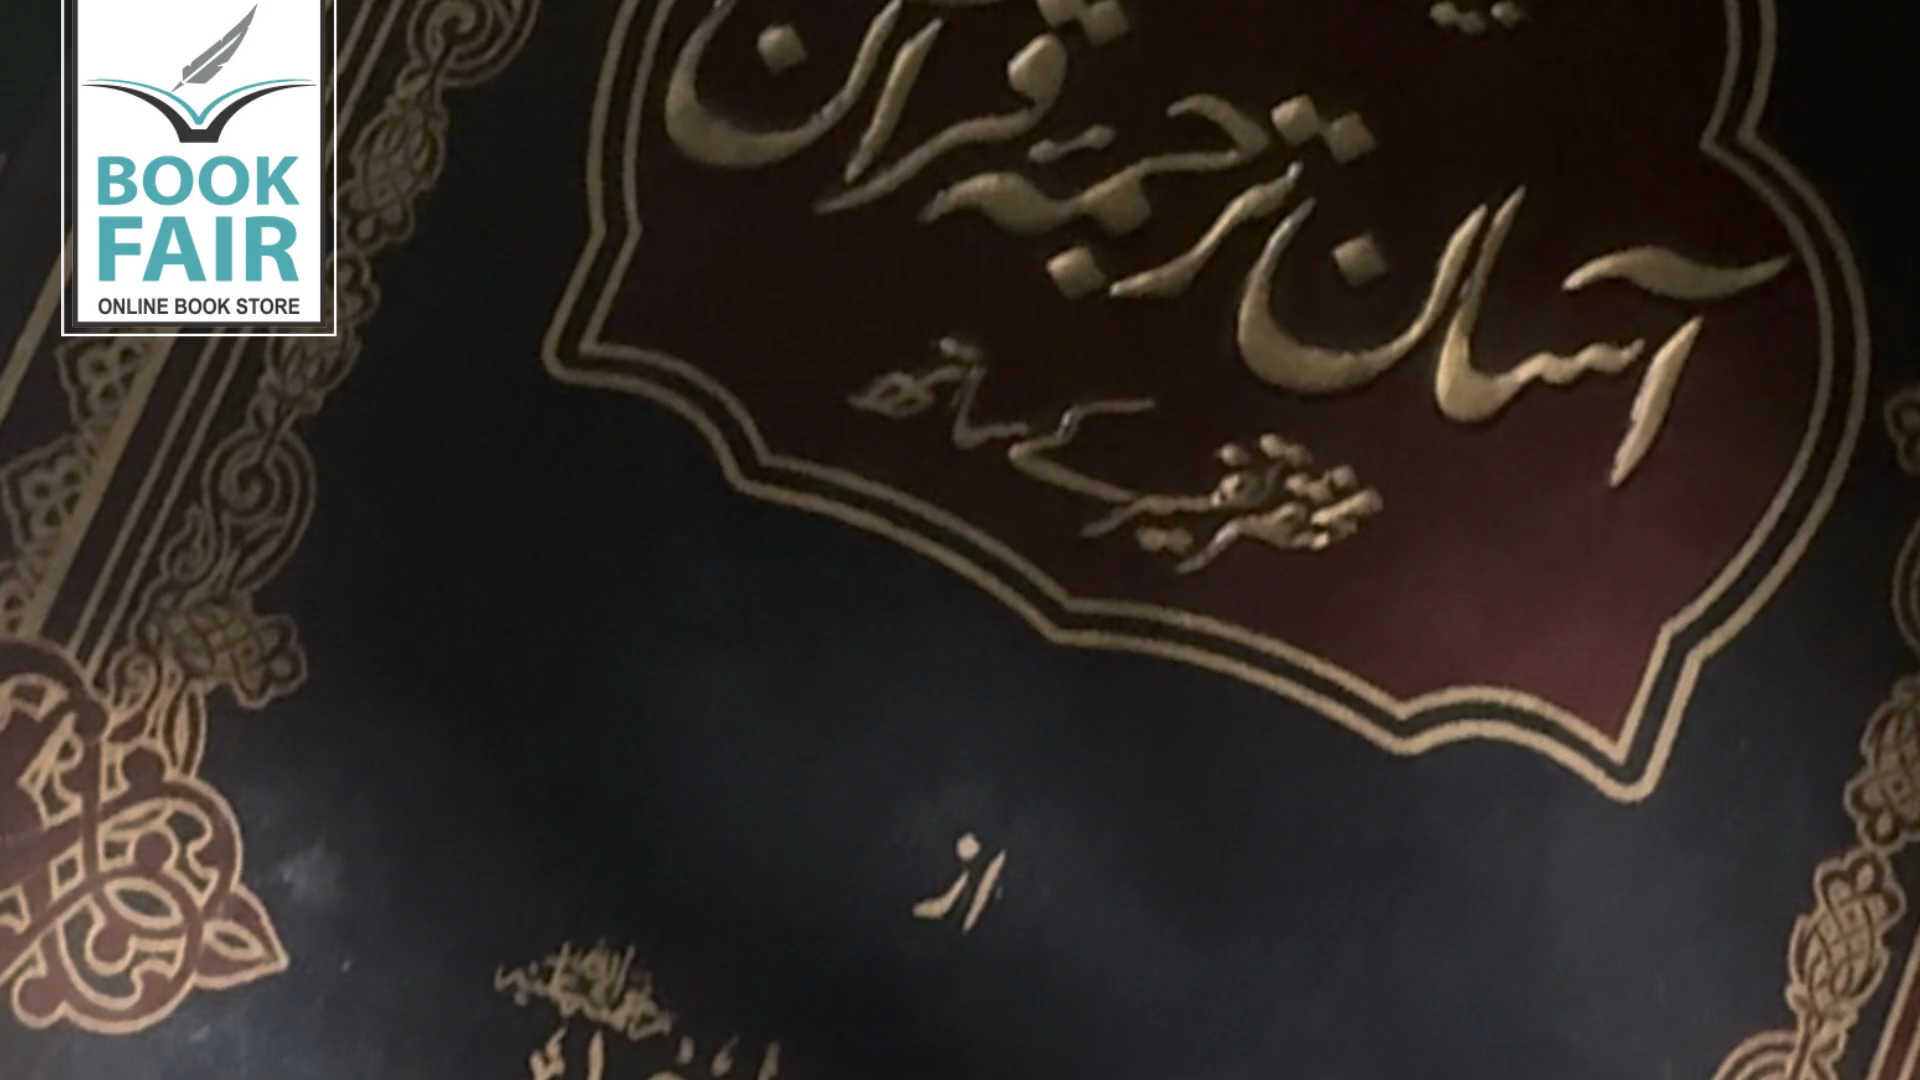 BOOK
FAIR
ONLINE BOOK STORE
آسان ترجمۂ قرآن
مختصر تفسیر کے ساتھ
از